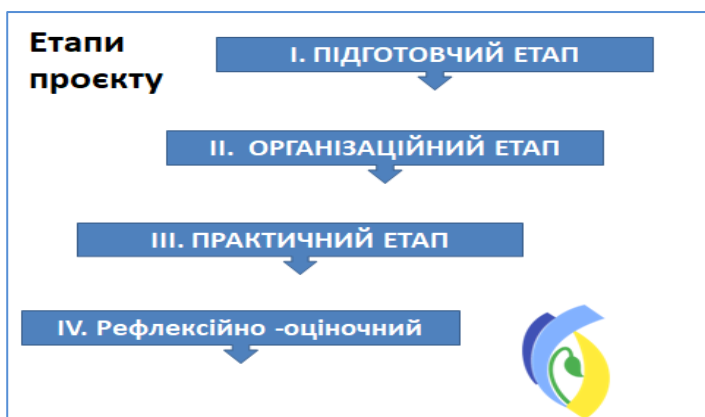 Етапи
проєкту
І. ПІДГОТОВЧИЙ ЕТАП
ІІ. ОРГАНІЗАЦІЙНИЙ ЕТАП
ІІІ. ПРАКТИЧНИЙ ЕТАП
IV. Рефлексійно -оціночний